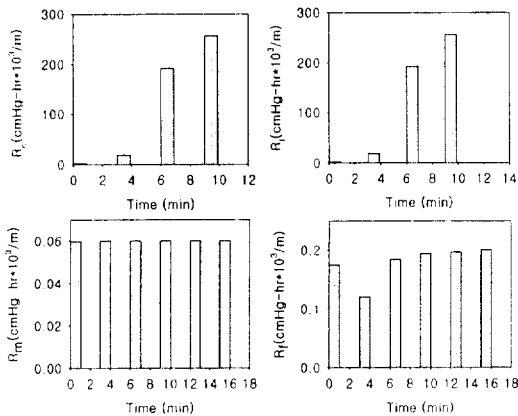 300
200
100
0
R_c(cmHg-hr*10^3/m)
0 2 4 6 8 10 12
Time (min)
300
200
100
0
R_i(cmHg-hr*10^3/m)
0 2 4 6 8 10 12 14
Time (min)
0.06
0.04
0.02
0.00
R_m(cmHg hr*10^3/m)
0 2 4 6 8 10 12 14 16 18
Time (min)
0.2
0.1
0.0
R_f(cmHg-hr*10^3/m)
0 2 4 6 8 10 12 14 16 18
Time (min)